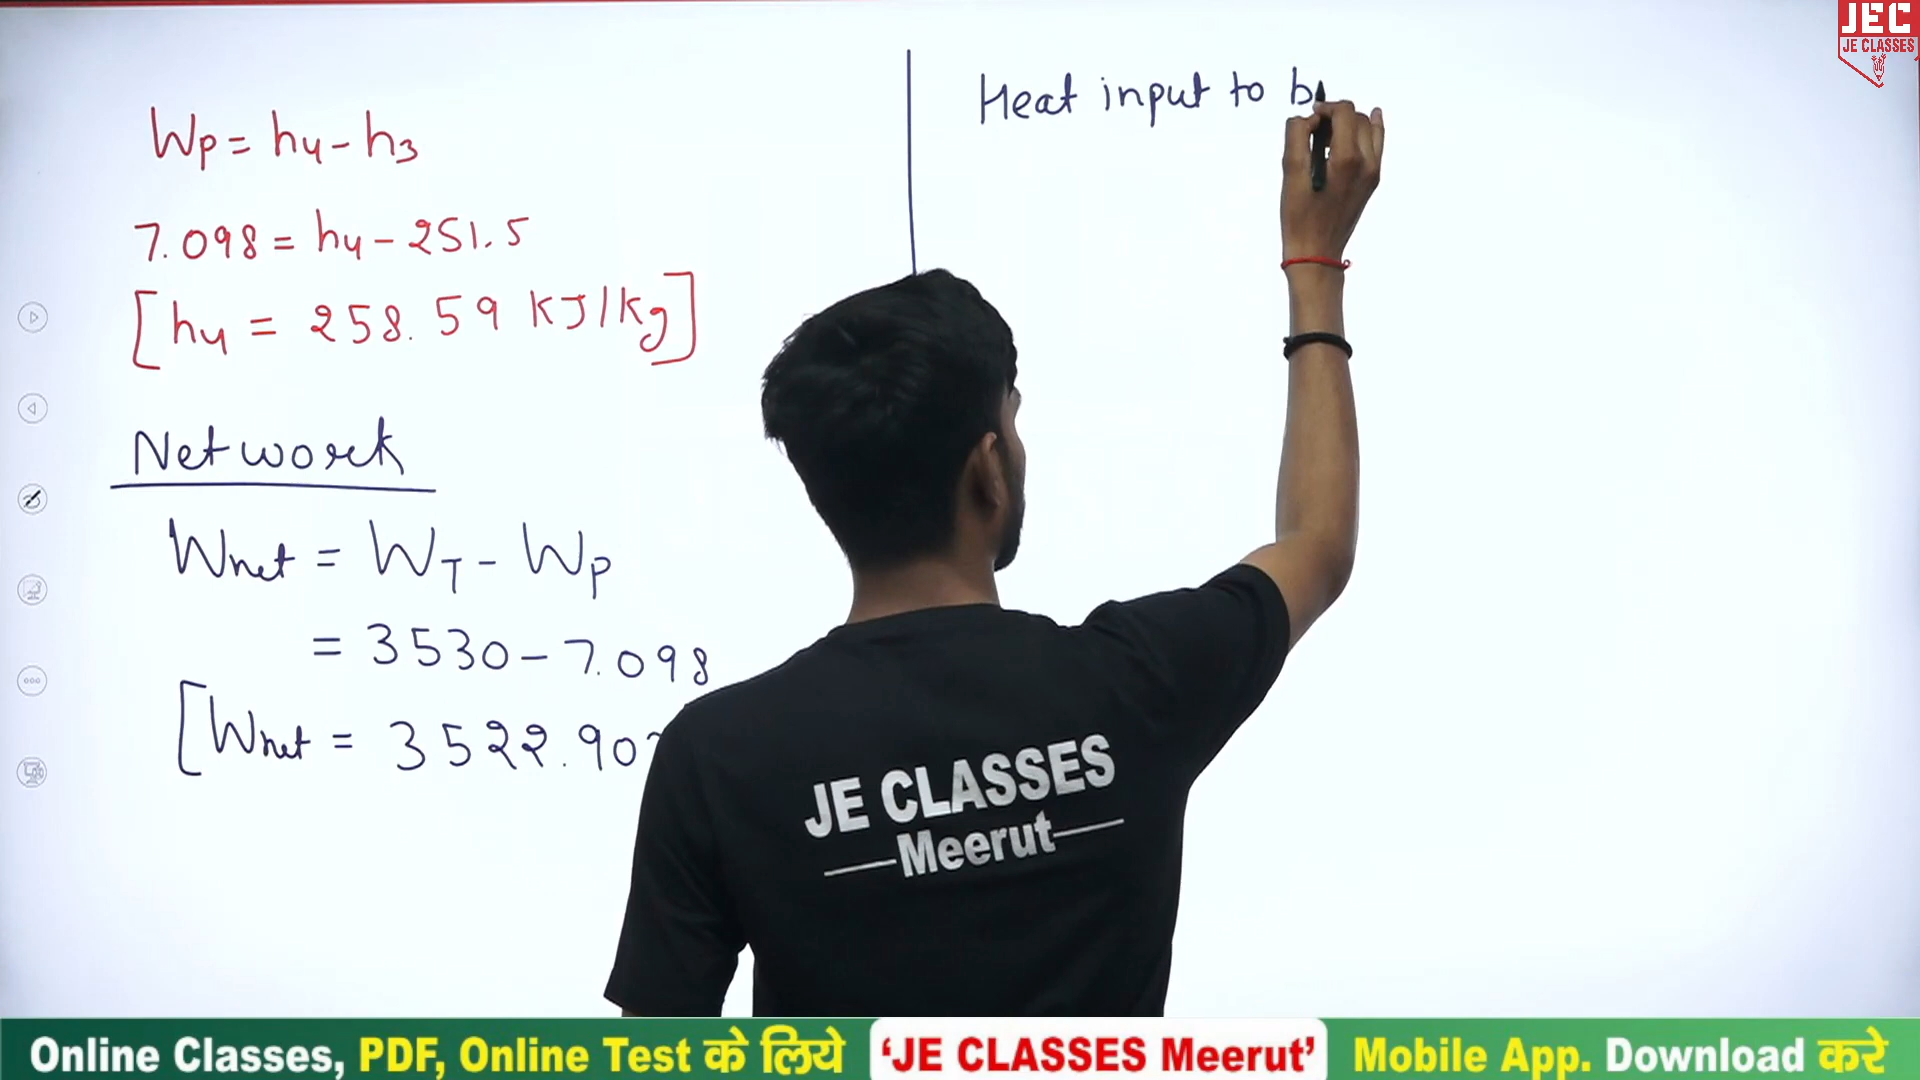 JEC
JE CLASSES
Wp = h4 - h3
7.098 = h4 - 251.5
[h4 = 258.59 KJ/kg]
Net work
Wnet = WT - Wp
= 3530 - 7.098
[Wnet = 3522.90
Heat input to b
JE CLASSES
Meerut
Online Classes, PDF, Online Test के लिये 'JE CLASSES Meerut' Mobile App. Download करे